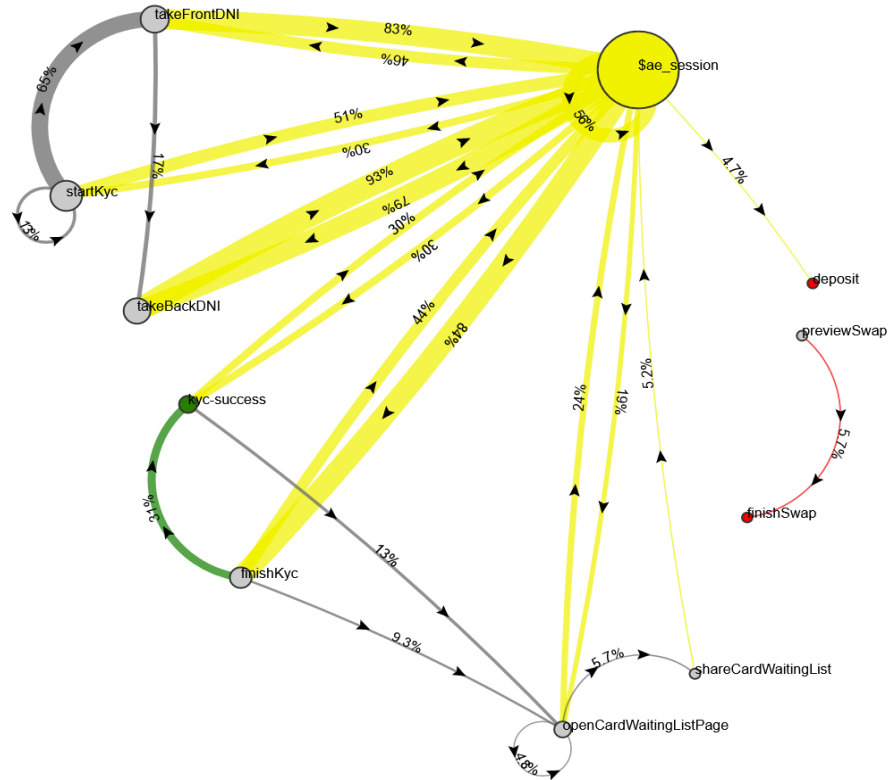 takeFrontDNI
83%
46%
$ae_session
65%
51%
56%
30%
17%
4.7%
startKyc
93%
13%
79%
30%
30%
deposit
takeBackDNI
44%
previewSwap
84%
5.2%
24%
19%
kyc-success
5.7%
31%
finishSwap
13%
finishKyc
9.3%
5.7%
shareCardWaitingList
openCardWaitingListPage
4.8%